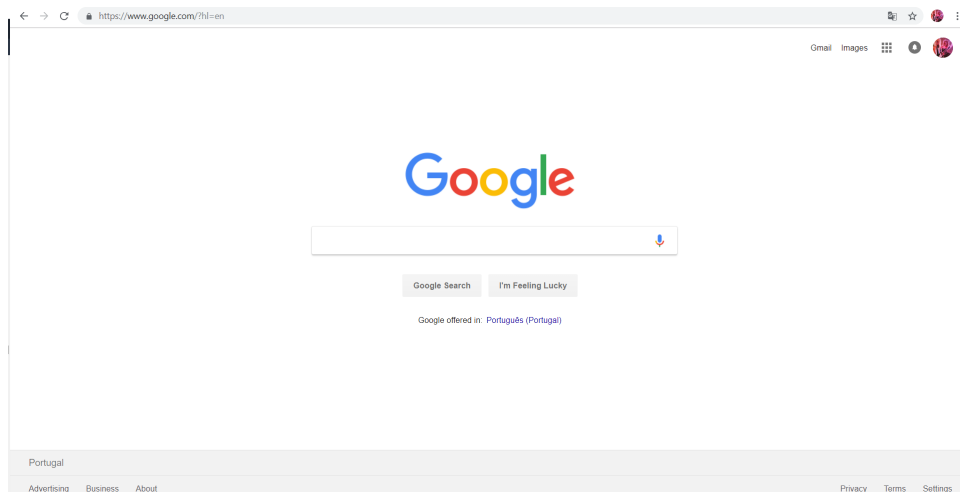 https://www.google.com/?hl=en
Gmail Images
Google
Google Search I'm Feeling Lucky
Google offered in: Português (Portugal)
Portugal
Advertising Business About Privacy Terms Settings